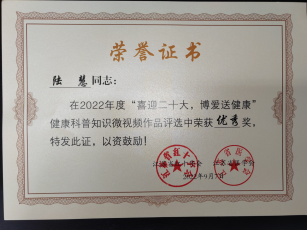 荣誉证书
陆 慧同志：
在2022年度“喜迎二十大，博爱送健康”
健康科普知识微视频作品评选中荣获优秀奖，
特发此证，以资鼓励！